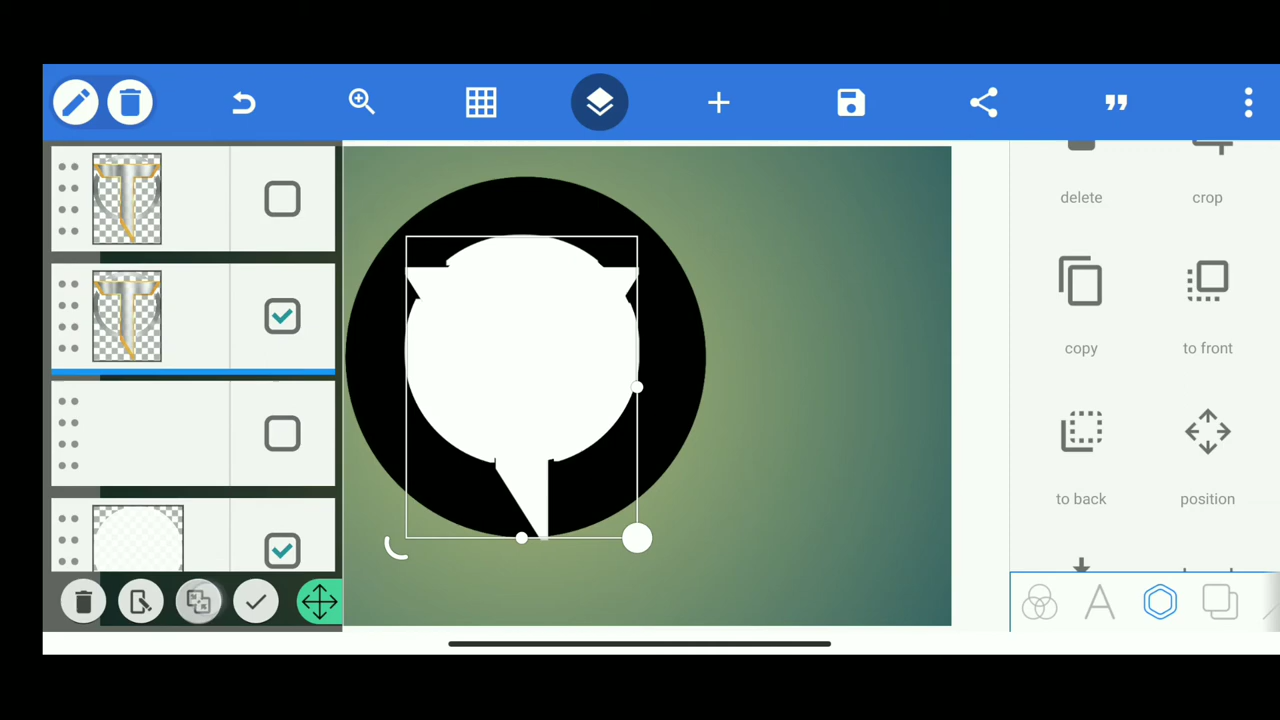 delete
crop
copy
to front
to back
position